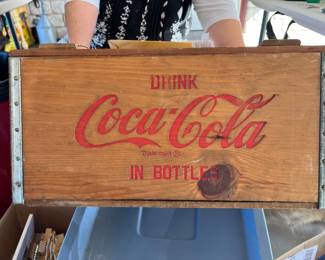 DRINK
Coca-Cola
IN BOTTLES